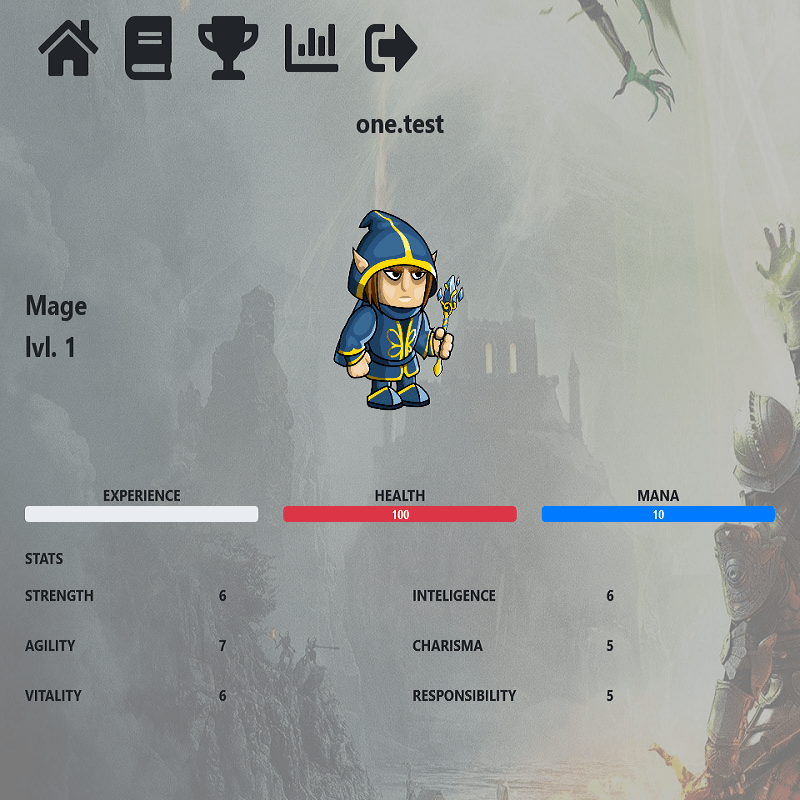 one.test
Mage
lvl. 1
EXPERIENCE HEALTH MANA
100 10
STATS
STRENGTH 6 INTELIGENCE 6
AGILITY 7 CHARISMA 5
VITALITY 6 RESPONSIBILITY 5